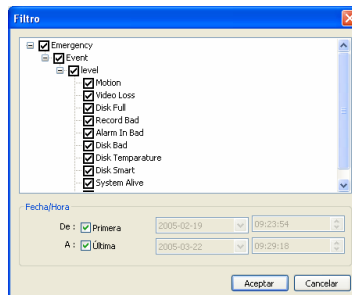 Filtro
Emergency
Event
level
Motion
Video Loss
Disk Full
Record Bad
Alarm In Bad
Disk Bad
Disk Temparature
Disk Smart
System Alive
Fecha/Hora
De : Primera 2005-02-19 09:23:54
A : Última 2005-03-22 09:29:18
Aceptar Cancelar